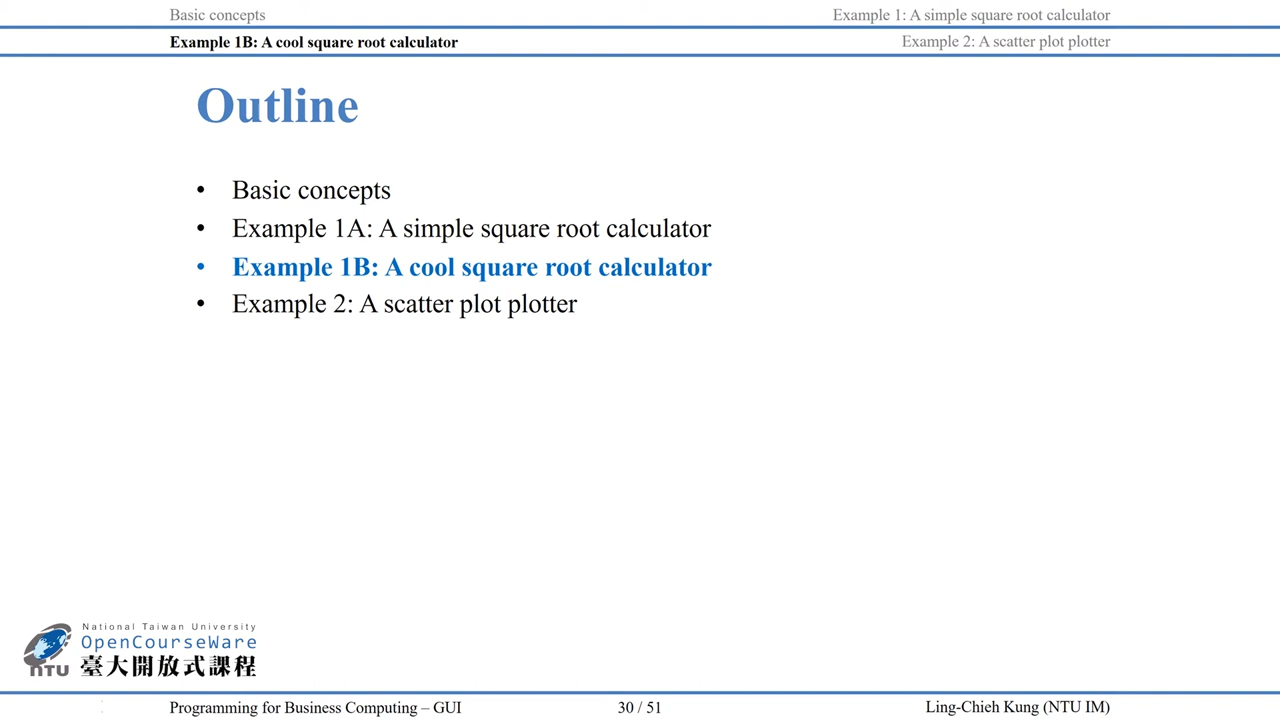 Basic concepts
Example 1: A simple square root calculator
Example 1B: A cool square root calculator
Example 2: A scatter plot plotter
Outline
• Basic concepts
• Example 1A: A simple square root calculator
• Example 1B: A cool square root calculator
• Example 2: A scatter plot plotter
National Taiwan University
OpenCourseWare
NTU 臺大開放式課程
Programming for Business Computing – GUI
30 / 51
Ling-Chieh Kung (NTU IM)